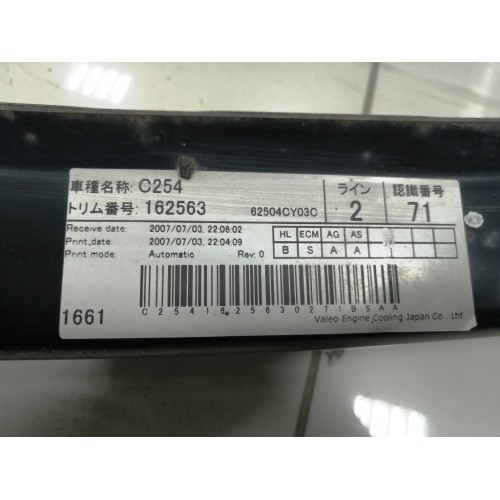 車種名称: C254 ライン 認識番号
トリム番号: 162563 62504CY03C 2 71
Receive date: 2007/07/03, 22:06:02 HL ECM AG AS
Print date: 2007/07/03, 22:04:09 B S A A
Print mode: Automatic Rev: 0
1661
C2541625630271BSAA
Valeo Engine Cooling Japan Co., Ltd